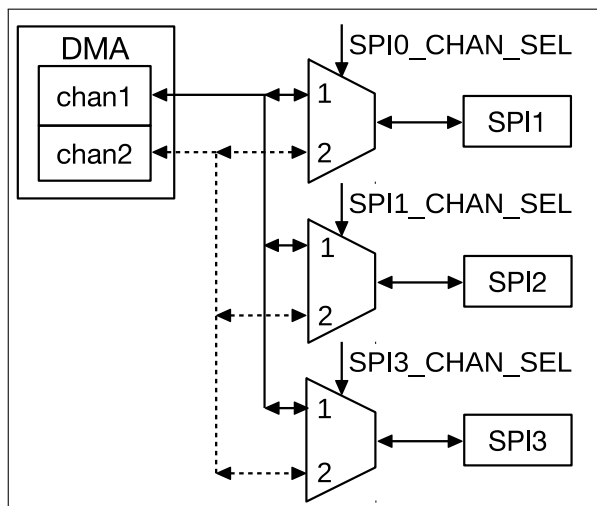 DMA
chan1
chan2
SPI0_CHAN_SEL
1
2
SPI1
SPI1_CHAN_SEL
1
2
SPI2
SPI3_CHAN_SEL
1
2
SPI3